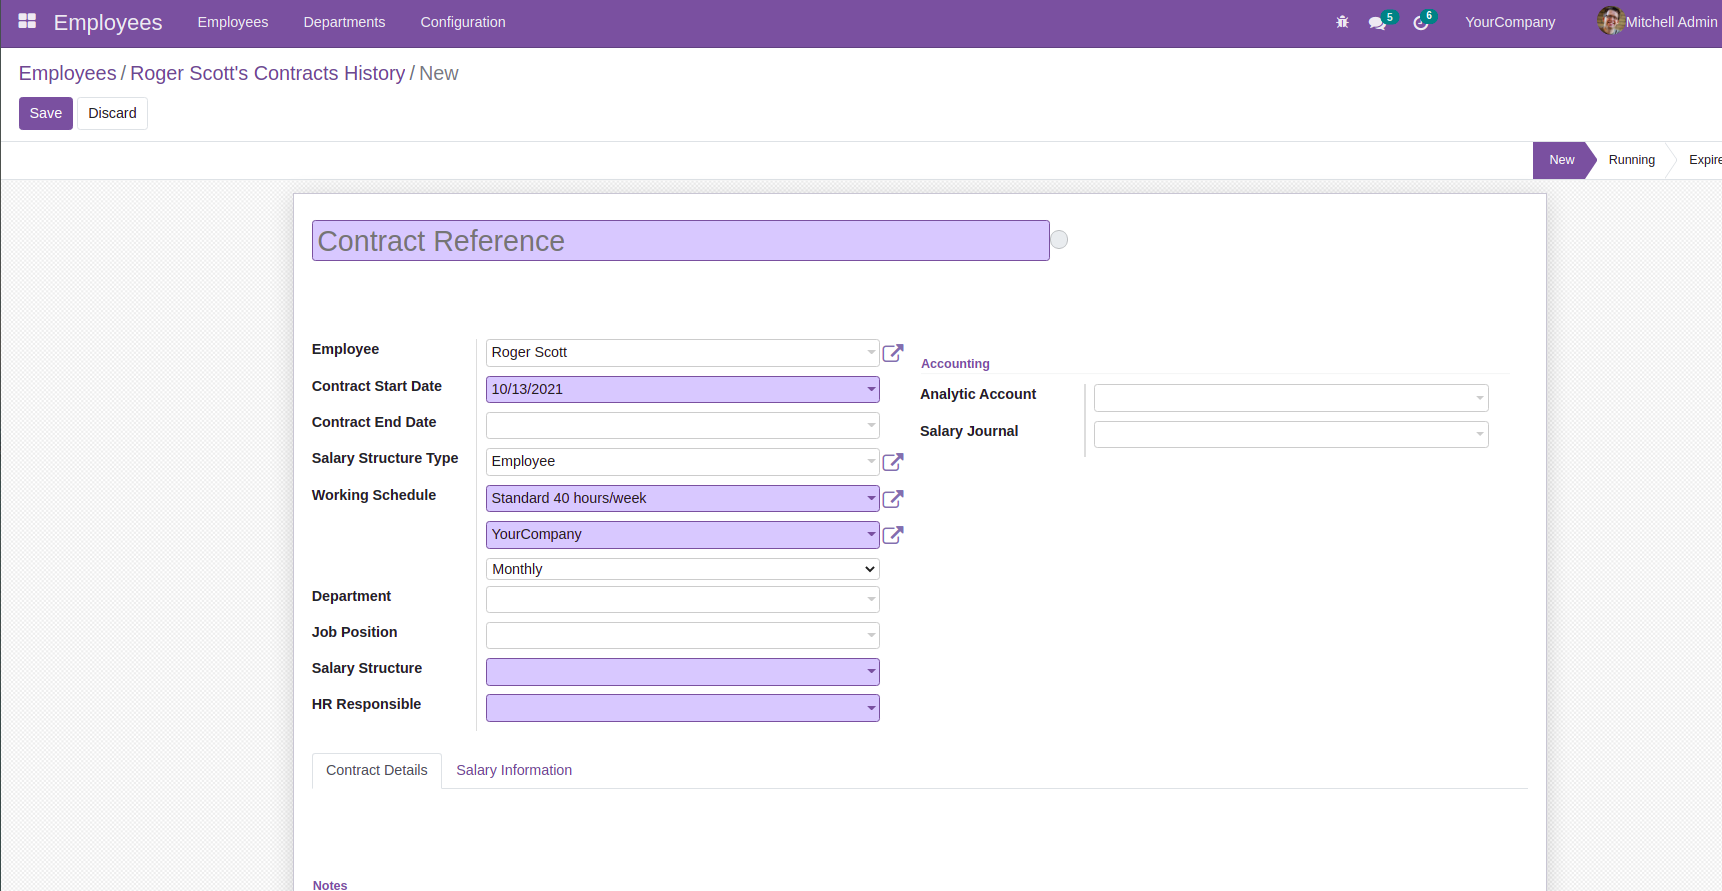 Employees Employees Departments Configuration 5 6 YourCompany Mitchell Admin
Employees / Roger Scott's Contracts History / New
Save Discard
New Running Expire
Contract Reference
Employee Roger Scott
Accounting
Contract Start Date 10/13/2021
Analytic Account
Contract End Date
Salary Journal
Salary Structure Type Employee
Working Schedule Standard 40 hours/week
YourCompany
Monthly
Department
Job Position
Salary Structure
HR Responsible
Contract Details Salary Information
Notes